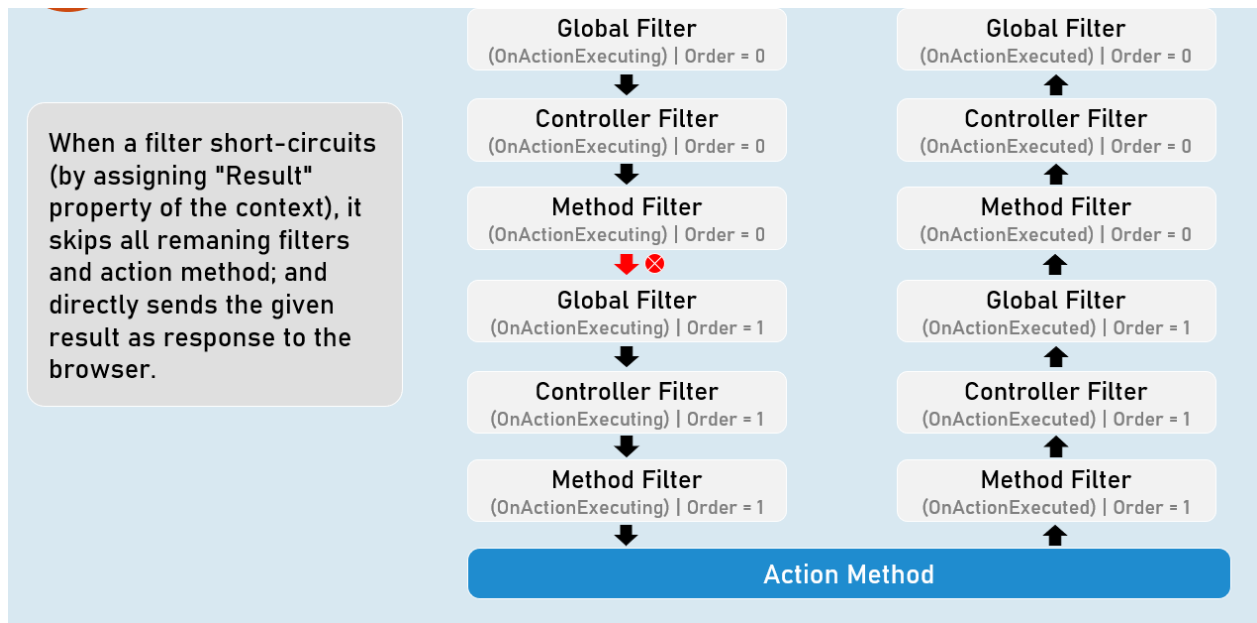 When a filter short-circuits
(by assigning "Result"
property of the context), it
skips all remaning filters
and action method; and
directly sends the given
result as response to the
browser.
Global Filter
(OnActionExecuting) | Order = 0
Controller Filter
(OnActionExecuting) | Order = 0
Method Filter
(OnActionExecuting) | Order = 0
Global Filter
(OnActionExecuting) | Order = 1
Controller Filter
(OnActionExecuting) | Order = 1
Method Filter
(OnActionExecuting) | Order = 1
Global Filter
(OnActionExecuted) | Order = 0
Controller Filter
(OnActionExecuted) | Order = 0
Method Filter
(OnActionExecuted) | Order = 0
Global Filter
(OnActionExecuted) | Order = 1
Controller Filter
(OnActionExecuted) | Order = 1
Method Filter
(OnActionExecuted) | Order = 1
Action Method